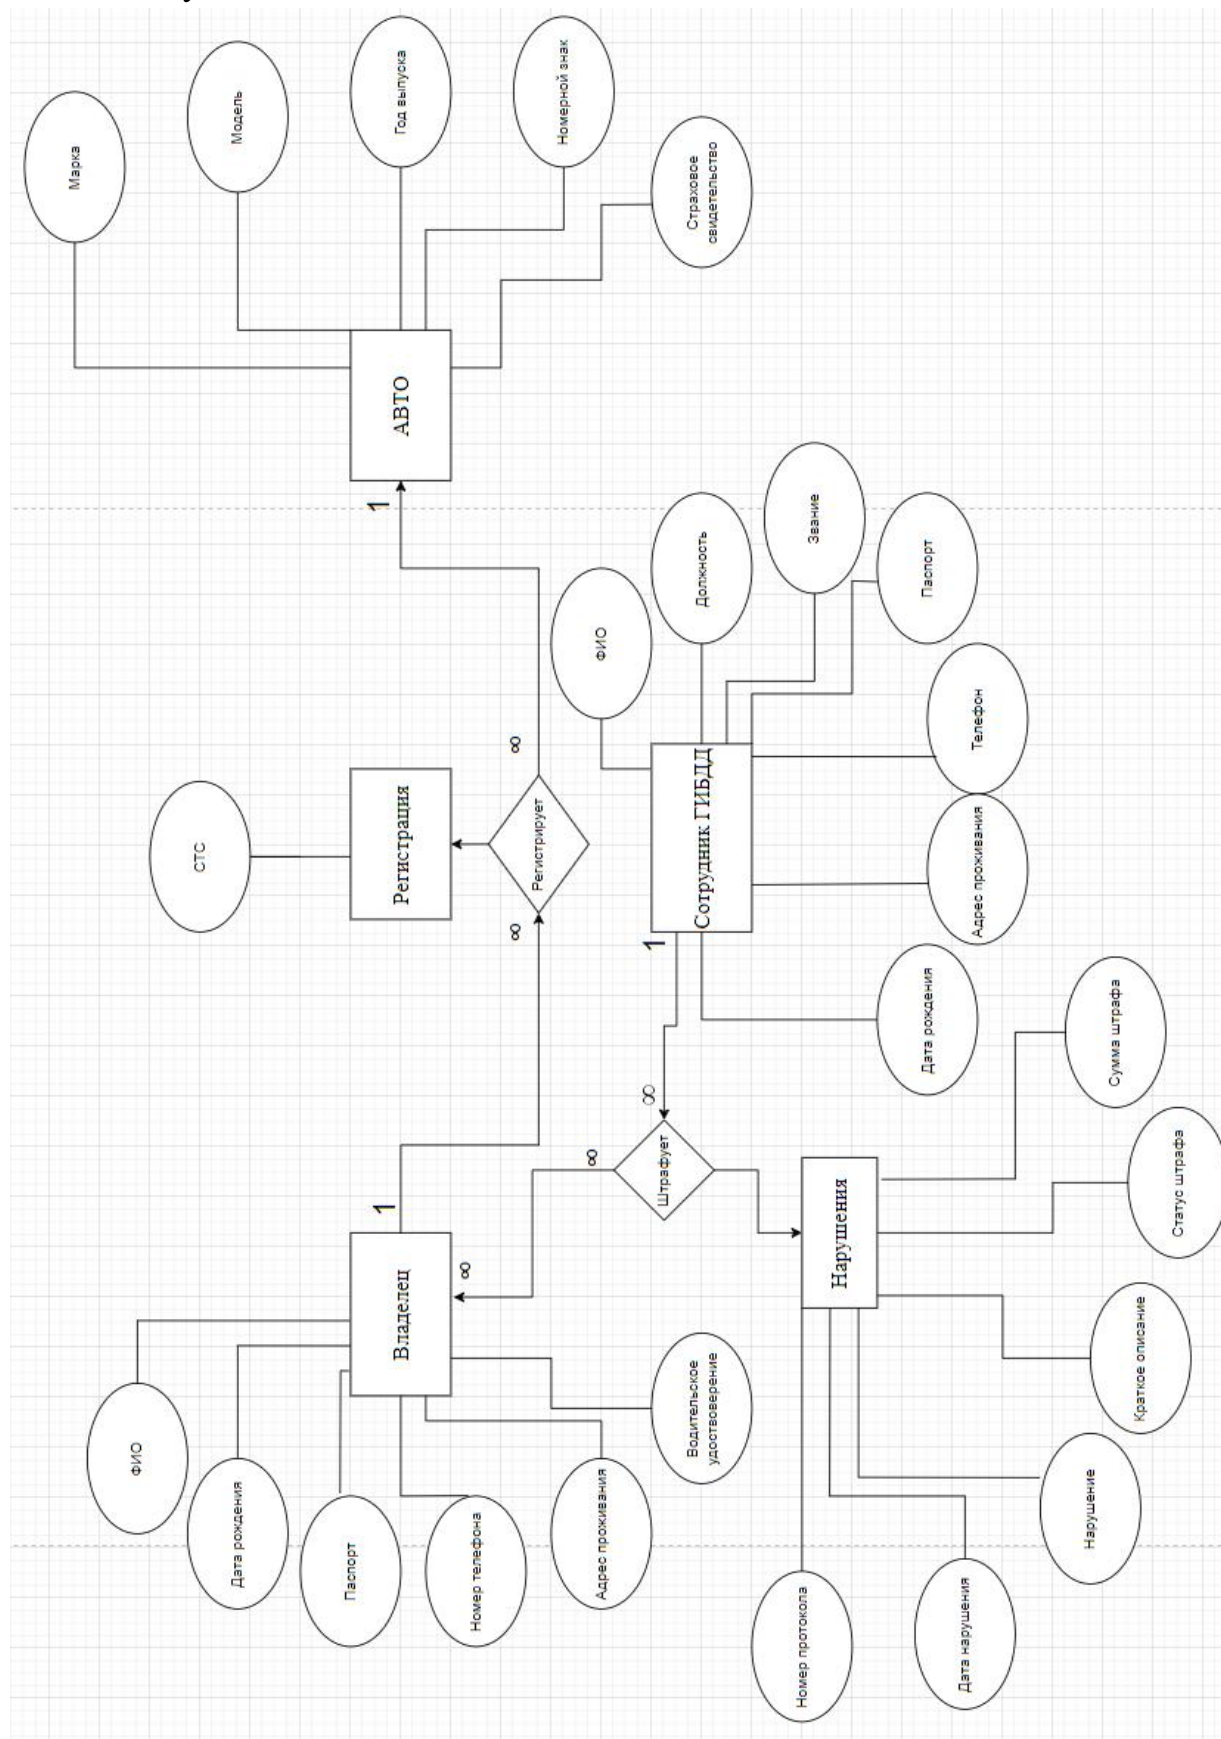 Марка
ФИО
СТС
Модель
Дата рождения
Паспорт
1
1
Владелец
Регистрация
АВТО
Год выпуска
∞
Номер телефона
∞
∞
Регистрирует
Номерной знак
∞
Адрес проживания
ФИО
∞
1
Штрафует
Водительское
удоствоверение
Сотрудник ГИБДД
Должность
Страховое
свидетельство
Номер протокола
Звание
Нарушения
Дата рождения
Паспорт
Дата нарушения
Адрес проживания
Телефон
Нарушение
Сумма штрафа
Краткое описание
Статус штрафа